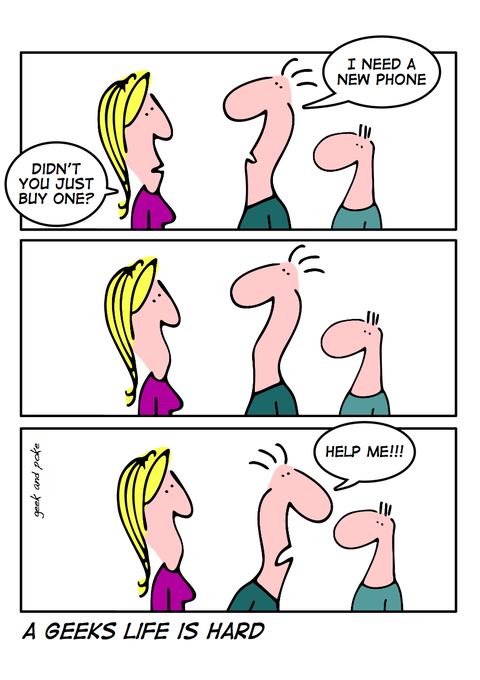 I NEED A
NEW PHONE
DIDN'T
YOU JUST
BUY ONE?
HELP ME!!!
geek and poke
A GEEKS LIFE IS HARD